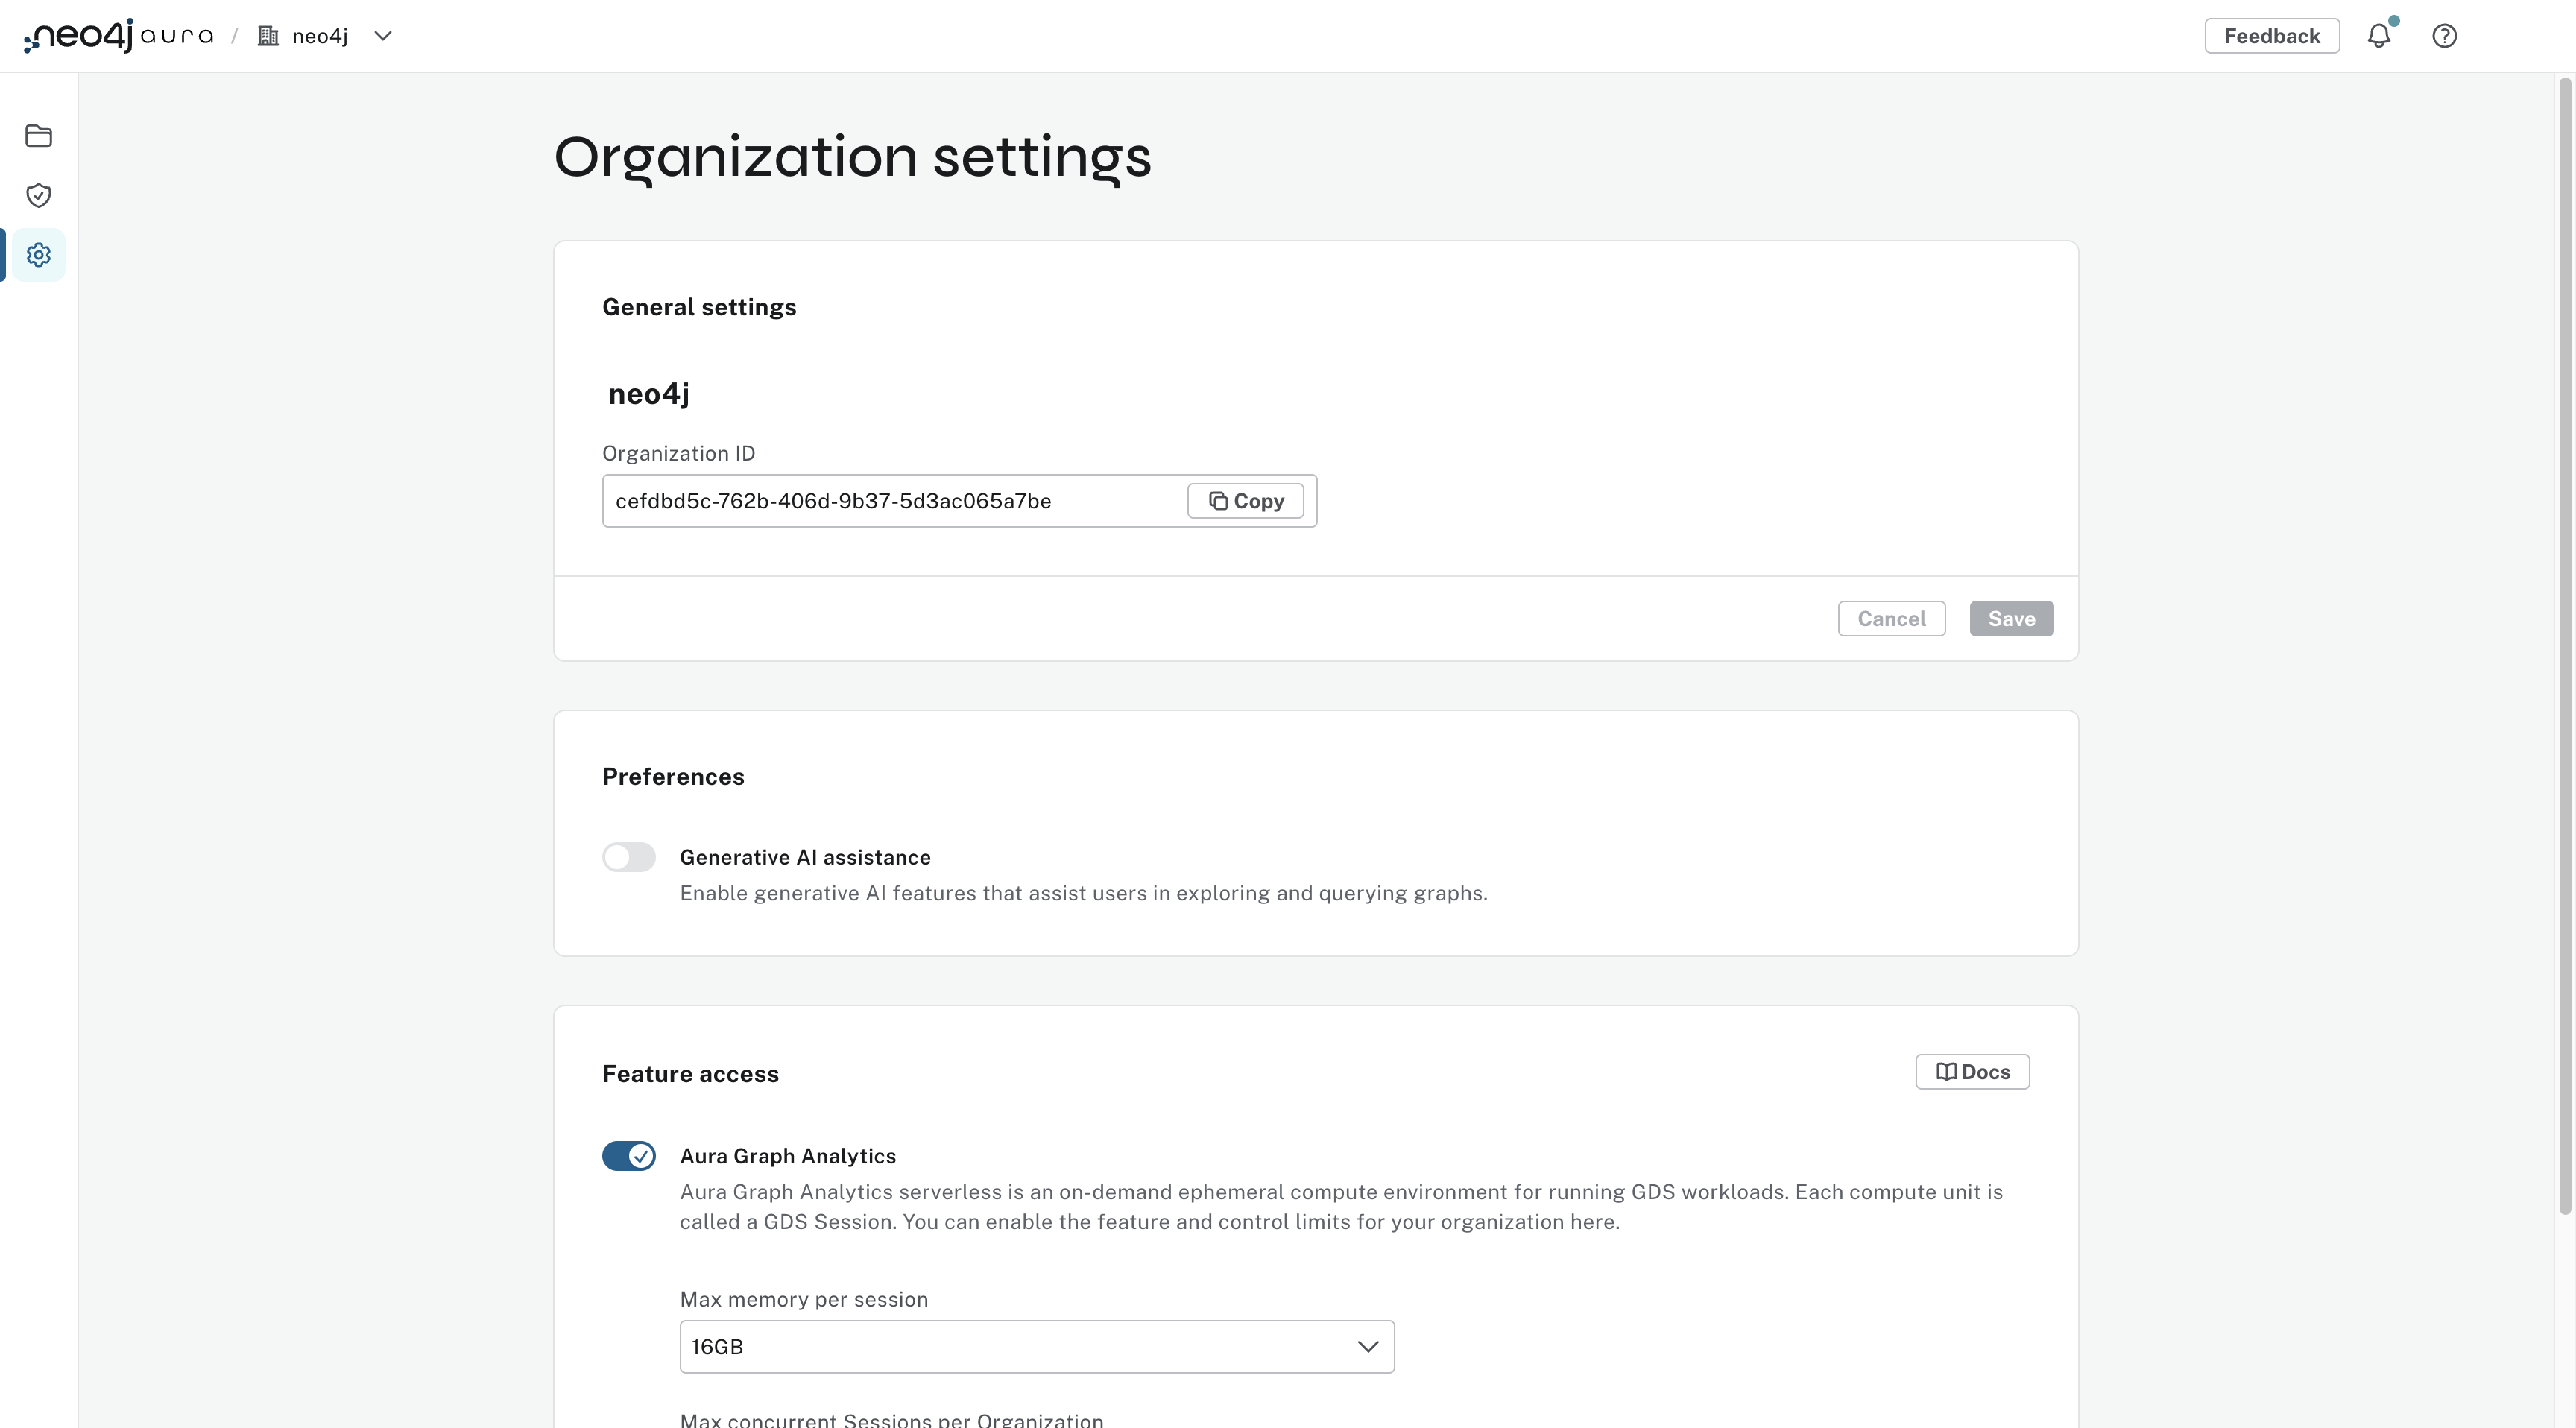 neo4j aura / neo4j
Feedback
Organization settings
General settings
neo4j
Organization ID
cefdbd5c-762b-406d-9b37-5d3ac065a7be
Copy
Cancel
Save
Preferences
Generative AI assistance
Enable generative AI features that assist users in exploring and querying graphs.
Feature access
Docs
Aura Graph Analytics
Aura Graph Analytics serverless is an on-demand ephemeral compute environment for running GDS workloads. Each compute unit is
called a GDS Session. You can enable the feature and control limits for your organization here.
Max memory per session
16GB
Max concurrent Sessions per Organization